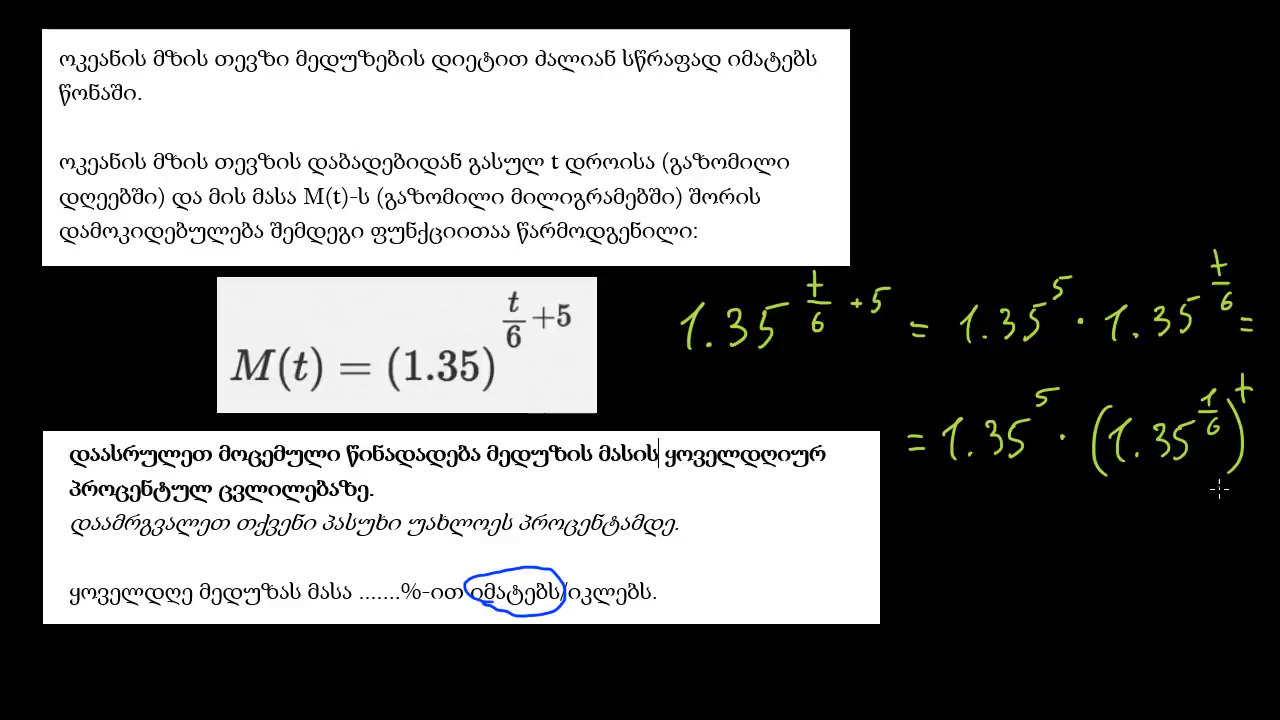 ოკეანის მზის თევზი მედუზების დიეტით ძალიან სწრაფად იმატებს
წონაში.
ოკეანის მზის თევზის დაბადებიდან გასულ t დროისა (გაზომილი
დღეებში) და მის მასა M(t)-ს (გაზომილი მილიგრამებში) შორის
დამოკიდებულება შემდეგი ფუნქციითაა წარმოდგენილი:
M(t) = (1.35)^(t/6 + 5)
1.35^(t/6 + 5) = 1.35^5 · 1.35^(t/6) =
= 1.35^5 · (1.35^(1/6))^t
დაასრულეთ მოცემული წინადადება მედუზის მასის ყოველდღიურ
პროცენტულ ცვლილებაზე.
დაამრგვალეთ თქვენი პასუხი უახლოეს პროცენტამდე.
ყოველდღე მედუზას მასა .......%-ით იმატებს/იკლებს.